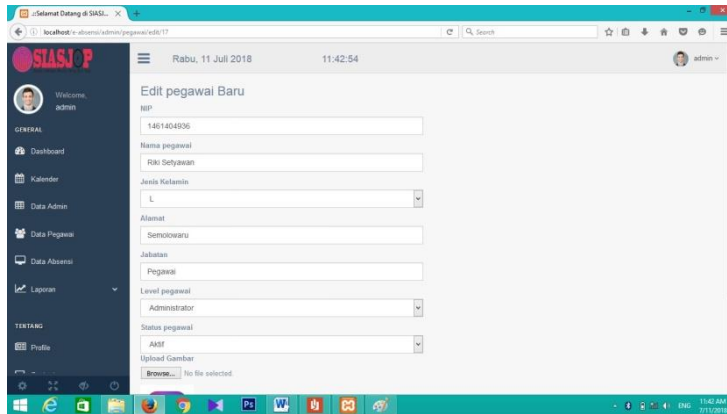 .::Selamat Datang di SIASJ...
localhost/e-absensi/admin/pegawai/edit/17
Search
SIASJOP
Rabu, 11 Juli 2018
11:42:54
admin
Welcome,
admin
GENERAL
Dashboard
Kalender
Data Admin
Data Pegawai
Data Absensi
Laporan
TENTANG
Profile
Edit pegawai Baru
NIP
1461404936
Nama pegawai
Riki Setyawan
Jenis Kelamin
L
Alamat
Semolowaru
Jabatan
Pegawai
Level pegawai
Administrator
Status pegawai
Aktif
Upload Gambar
Browse... No file selected.
ENG
11:42 AM